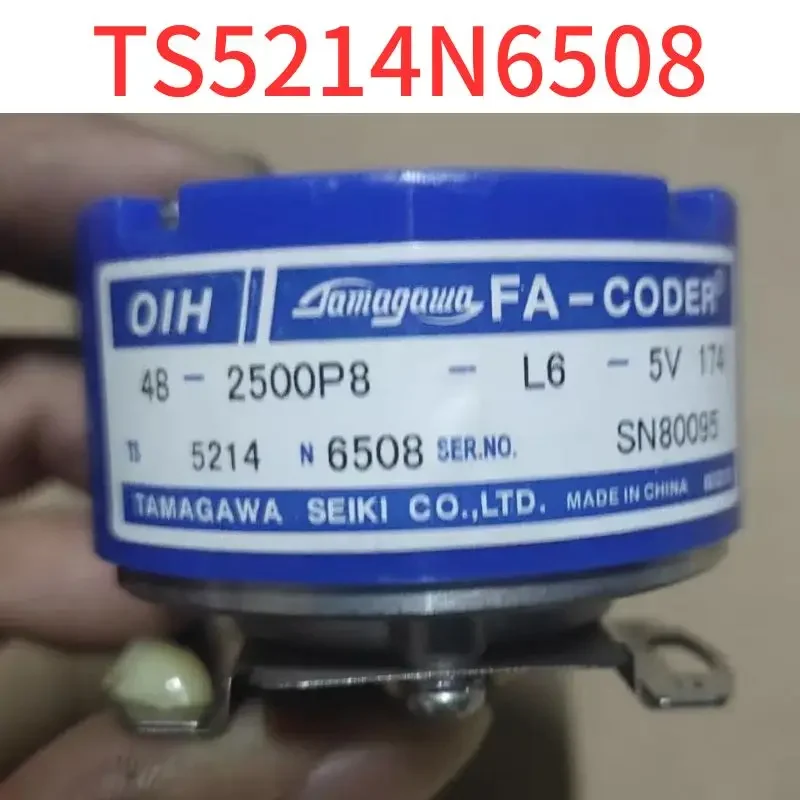 TS5214N6508
OIH Tamagawa FA-CODER
48 - 2500P8 - L6 - 5V 174
TS 5214 N 6508 SER.NO. SN80095
TAMAGAWA SEIKI CO.,LTD. MADE IN CHINA